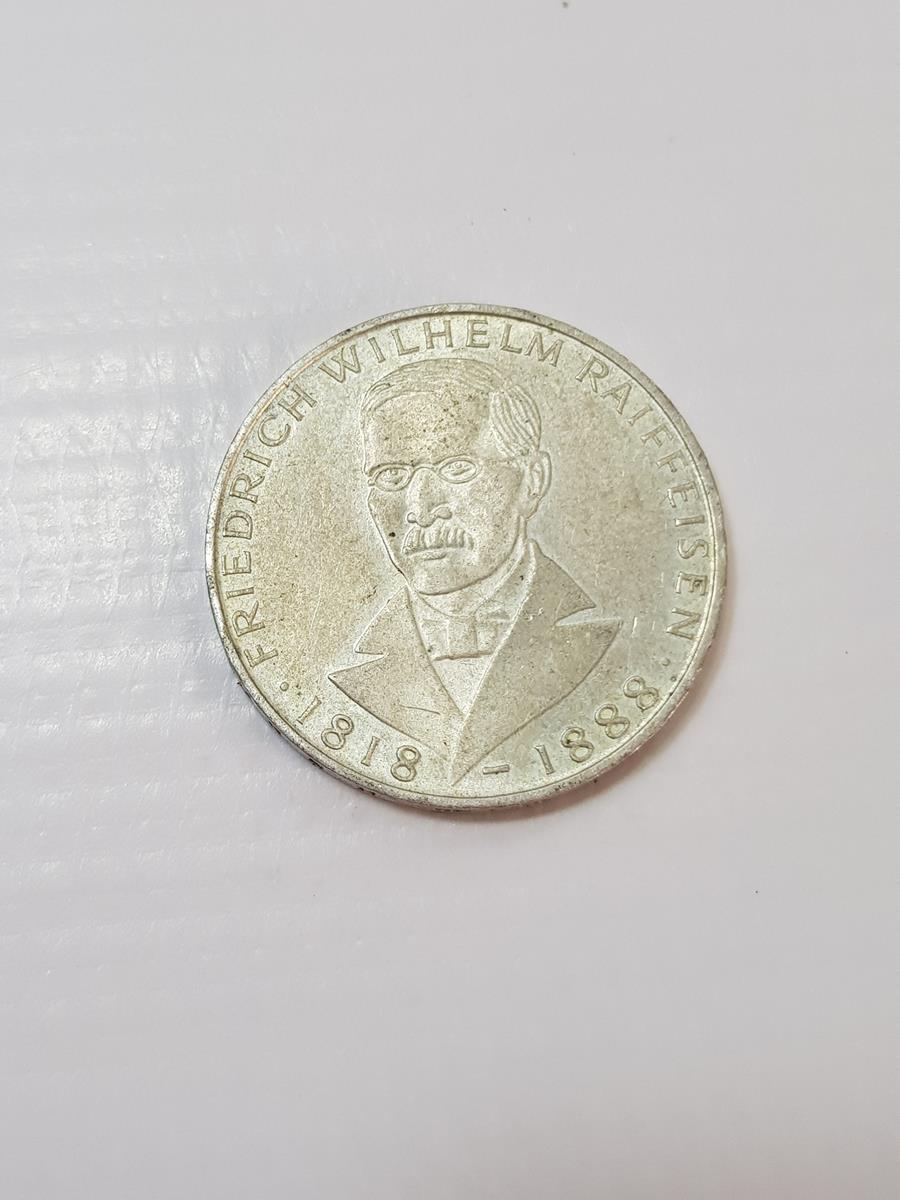 FRIEDRICH WILHELM RAIFFEISEN
· 1818 – 1888 ·